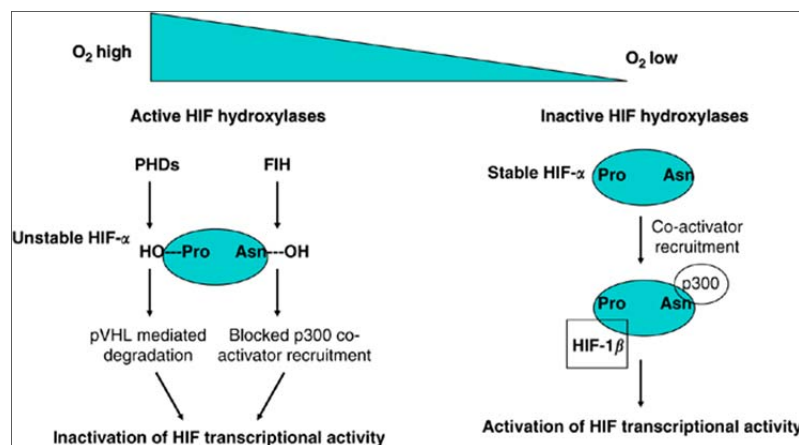 O2 high
O2 low
Active HIF hydroxylases
Inactive HIF hydroxylases
PHDs
FIH
Stable HIF-α
Pro Asn
Unstable HIF-α
HO---Pro Asn---OH
Co-activator
recruitment
p300
Pro Asn
HIF-1β
pVHL mediated
degradation
Blocked p300 co-
activator recruitment
Inactivation of HIF transcriptional activity
Activation of HIF transcriptional activity